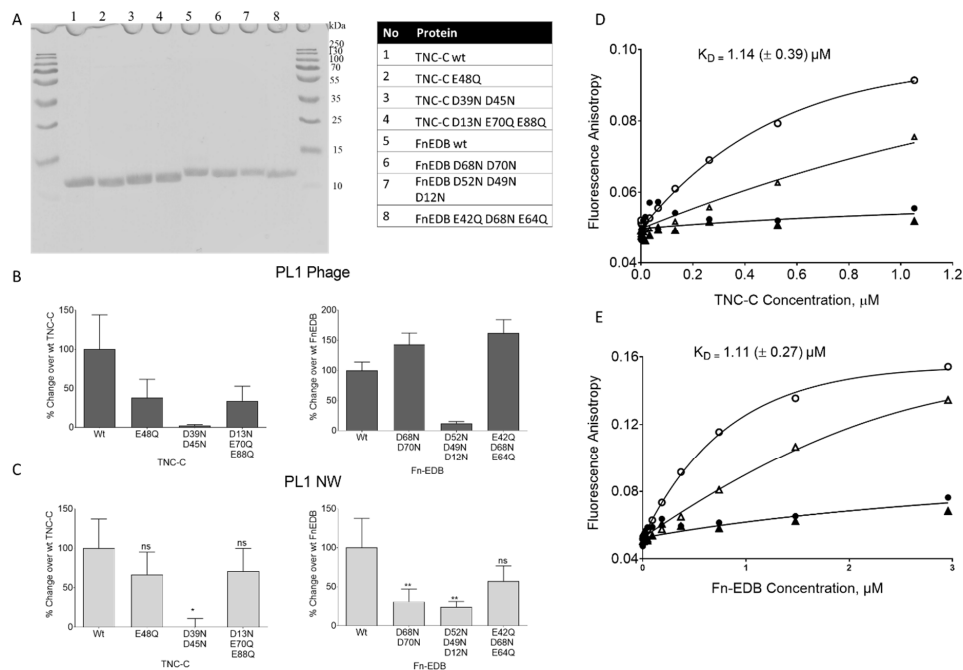 A
1 2 3 4 5 6 7 8
kDa
250
130
100
70
55
35
25
15
10
No Protein
1 TNC-C wt
2 TNC-C E48Q
3 TNC-C D39N D45N
4 TNC-C D13N E70Q E88Q
5 FnEDB wt
6 FnEDB D68N D70N
7 FnEDB D52N D49N
D12N
8 FnEDB E42Q D68N E64Q
B
PL1 Phage
% Change over wt TNC-C
150
100
50
0
Wt E48Q D39N D13N
D45N E70Q
E88Q
TNC-C
% Change over wt FnEDB
200
150
100
50
0
Wt D68N D52N E42Q
D70N D49N D68N
D12N E64Q
Fn-EDB
C
PL1 NW
% Change over wt TNC-C
150
100
50
0
ns * ns
Wt E48Q D39N D13N
D45N E70Q
E88Q
TNC-C
% Change over wt FnEDB
150
100
50
0
** ** ns
Wt D68N D52N E42Q
D70N D49N D68N
D12N E64Q
Fn-EDB
D
K_D = 1.14 (± 0.39) µM
Fluorescence Anisotropy
0.10
0.08
0.06
0.04
0.0 0.2 0.4 0.6 0.8 1.0 1.2
TNC-C Concentration, µM
E
K_D = 1.11 (± 0.27) µM
Fluorescence Anisotropy
0.16
0.12
0.08
0.04
0 1 2 3
Fn-EDB Concentration, µM